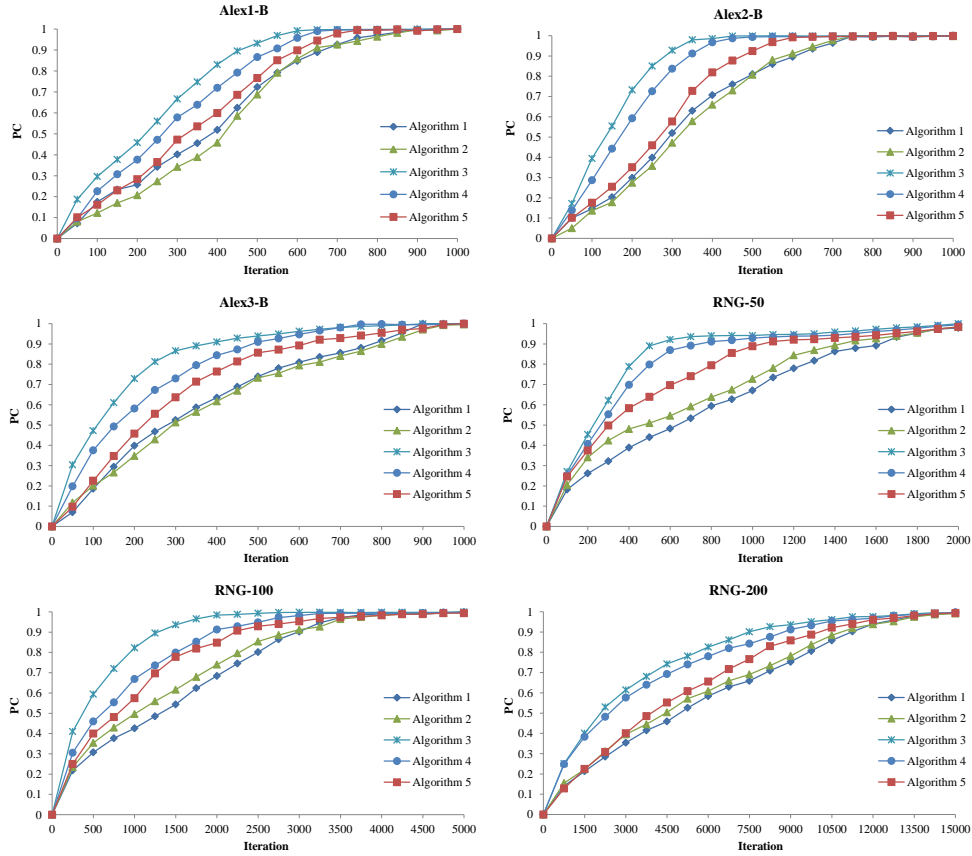 Alex1-B
PC
1
0.9
0.8
0.7
0.6
0.5
0.4
0.3
0.2
0.1
0
0 100 200 300 400 500 600 700 800 900 1000
Iteration
Algorithm 1
Algorithm 2
Algorithm 3
Algorithm 4
Algorithm 5
Alex2-B
PC
1
0.9
0.8
0.7
0.6
0.5
0.4
0.3
0.2
0.1
0
0 100 200 300 400 500 600 700 800 900 1000
Iteration
Algorithm 1
Algorithm 2
Algorithm 3
Algorithm 4
Algorithm 5
Alex3-B
PC
1
0.9
0.8
0.7
0.6
0.5
0.4
0.3
0.2
0.1
0
0 100 200 300 400 500 600 700 800 900 1000
Iteration
Algorithm 1
Algorithm 2
Algorithm 3
Algorithm 4
Algorithm 5
RNG-50
PC
1
0.9
0.8
0.7
0.6
0.5
0.4
0.3
0.2
0.1
0
0 200 400 600 800 1000 1200 1400 1600 1800 2000
Iteration
Algorithm 1
Algorithm 2
Algorithm 3
Algorithm 4
Algorithm 5
RNG-100
PC
1
0.9
0.8
0.7
0.6
0.5
0.4
0.3
0.2
0.1
0
0 500 1000 1500 2000 2500 3000 3500 4000 4500 5000
Iteration
Algorithm 1
Algorithm 2
Algorithm 3
Algorithm 4
Algorithm 5
RNG-200
PC
1
0.9
0.8
0.7
0.6
0.5
0.4
0.3
0.2
0.1
0
0 1500 3000 4500 6000 7500 9000 10500 12000 13500 15000
Iteration
Algorithm 1
Algorithm 2
Algorithm 3
Algorithm 4
Algorithm 5